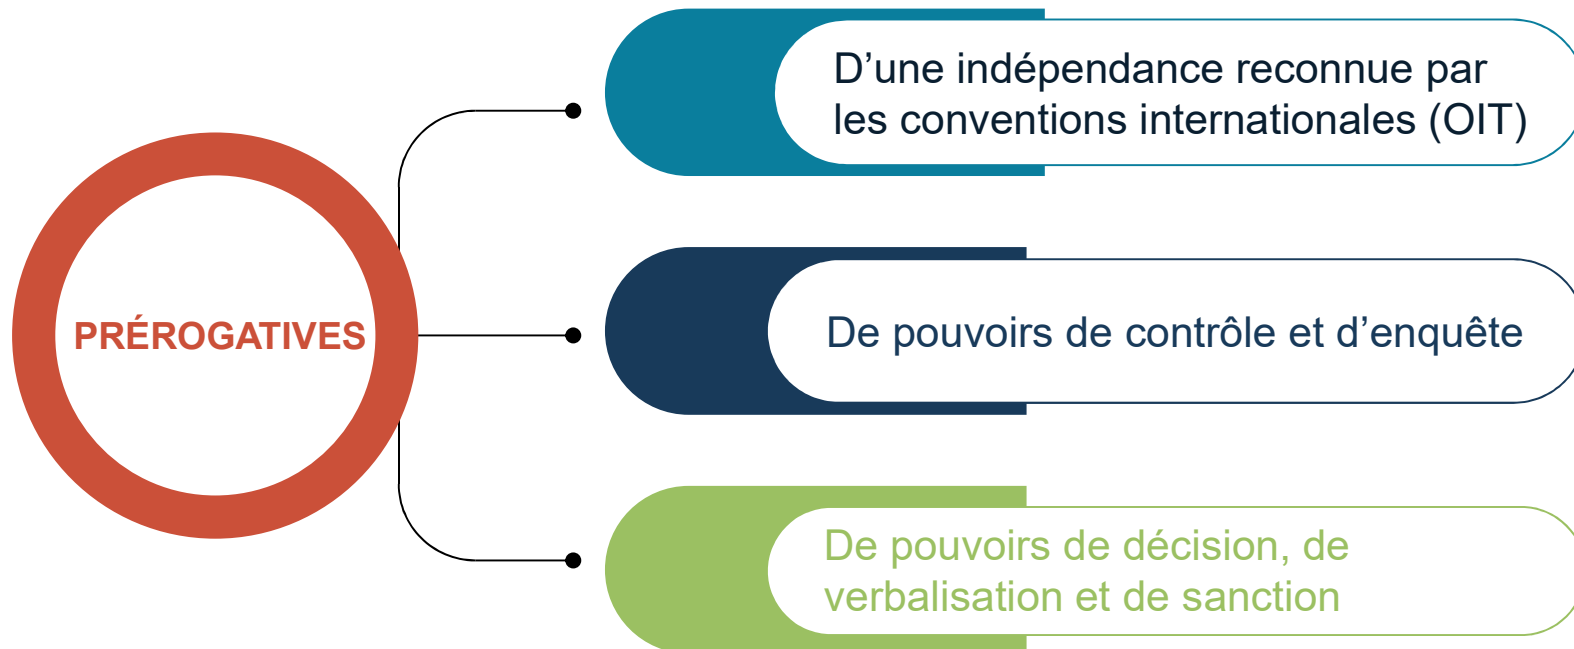 PRÉROGATIVES
D’une indépendance reconnue par
les conventions internationales (OIT)
De pouvoirs de contrôle et d’enquête
De pouvoirs de décision, de
verbalisation et de sanction